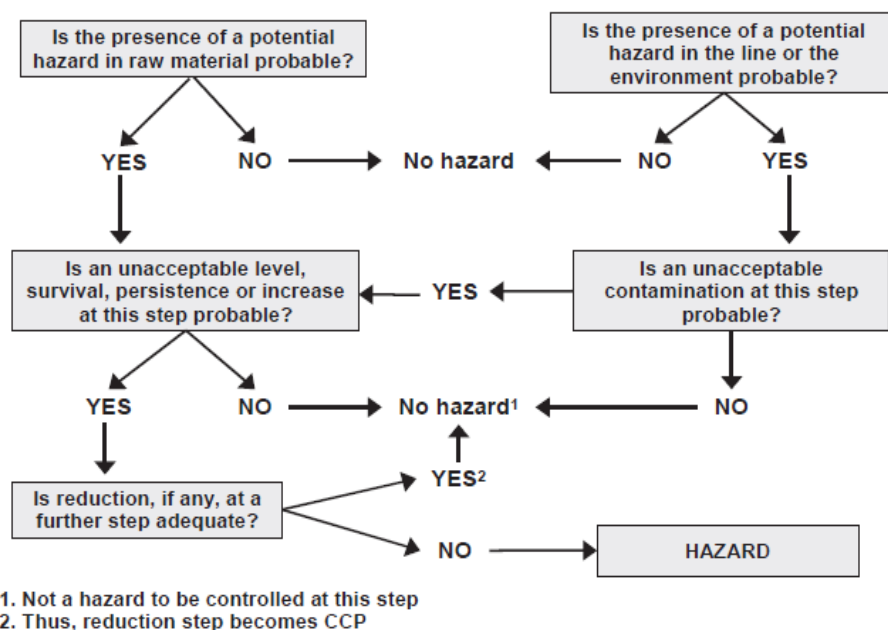 Is the presence of a potential
hazard in raw material probable?
Is the presence of a potential
hazard in the line or the
environment probable?
YES
NO
No hazard
NO
YES
Is an unacceptable level,
survival, persistence or increase
at this step probable?
YES
Is an unacceptable
contamination at this step
probable?
YES
NO
No hazard¹
NO
YES²
Is reduction, if any, at a
further step adequate?
NO
HAZARD
1. Not a hazard to be controlled at this step
2. Thus, reduction step becomes CCP